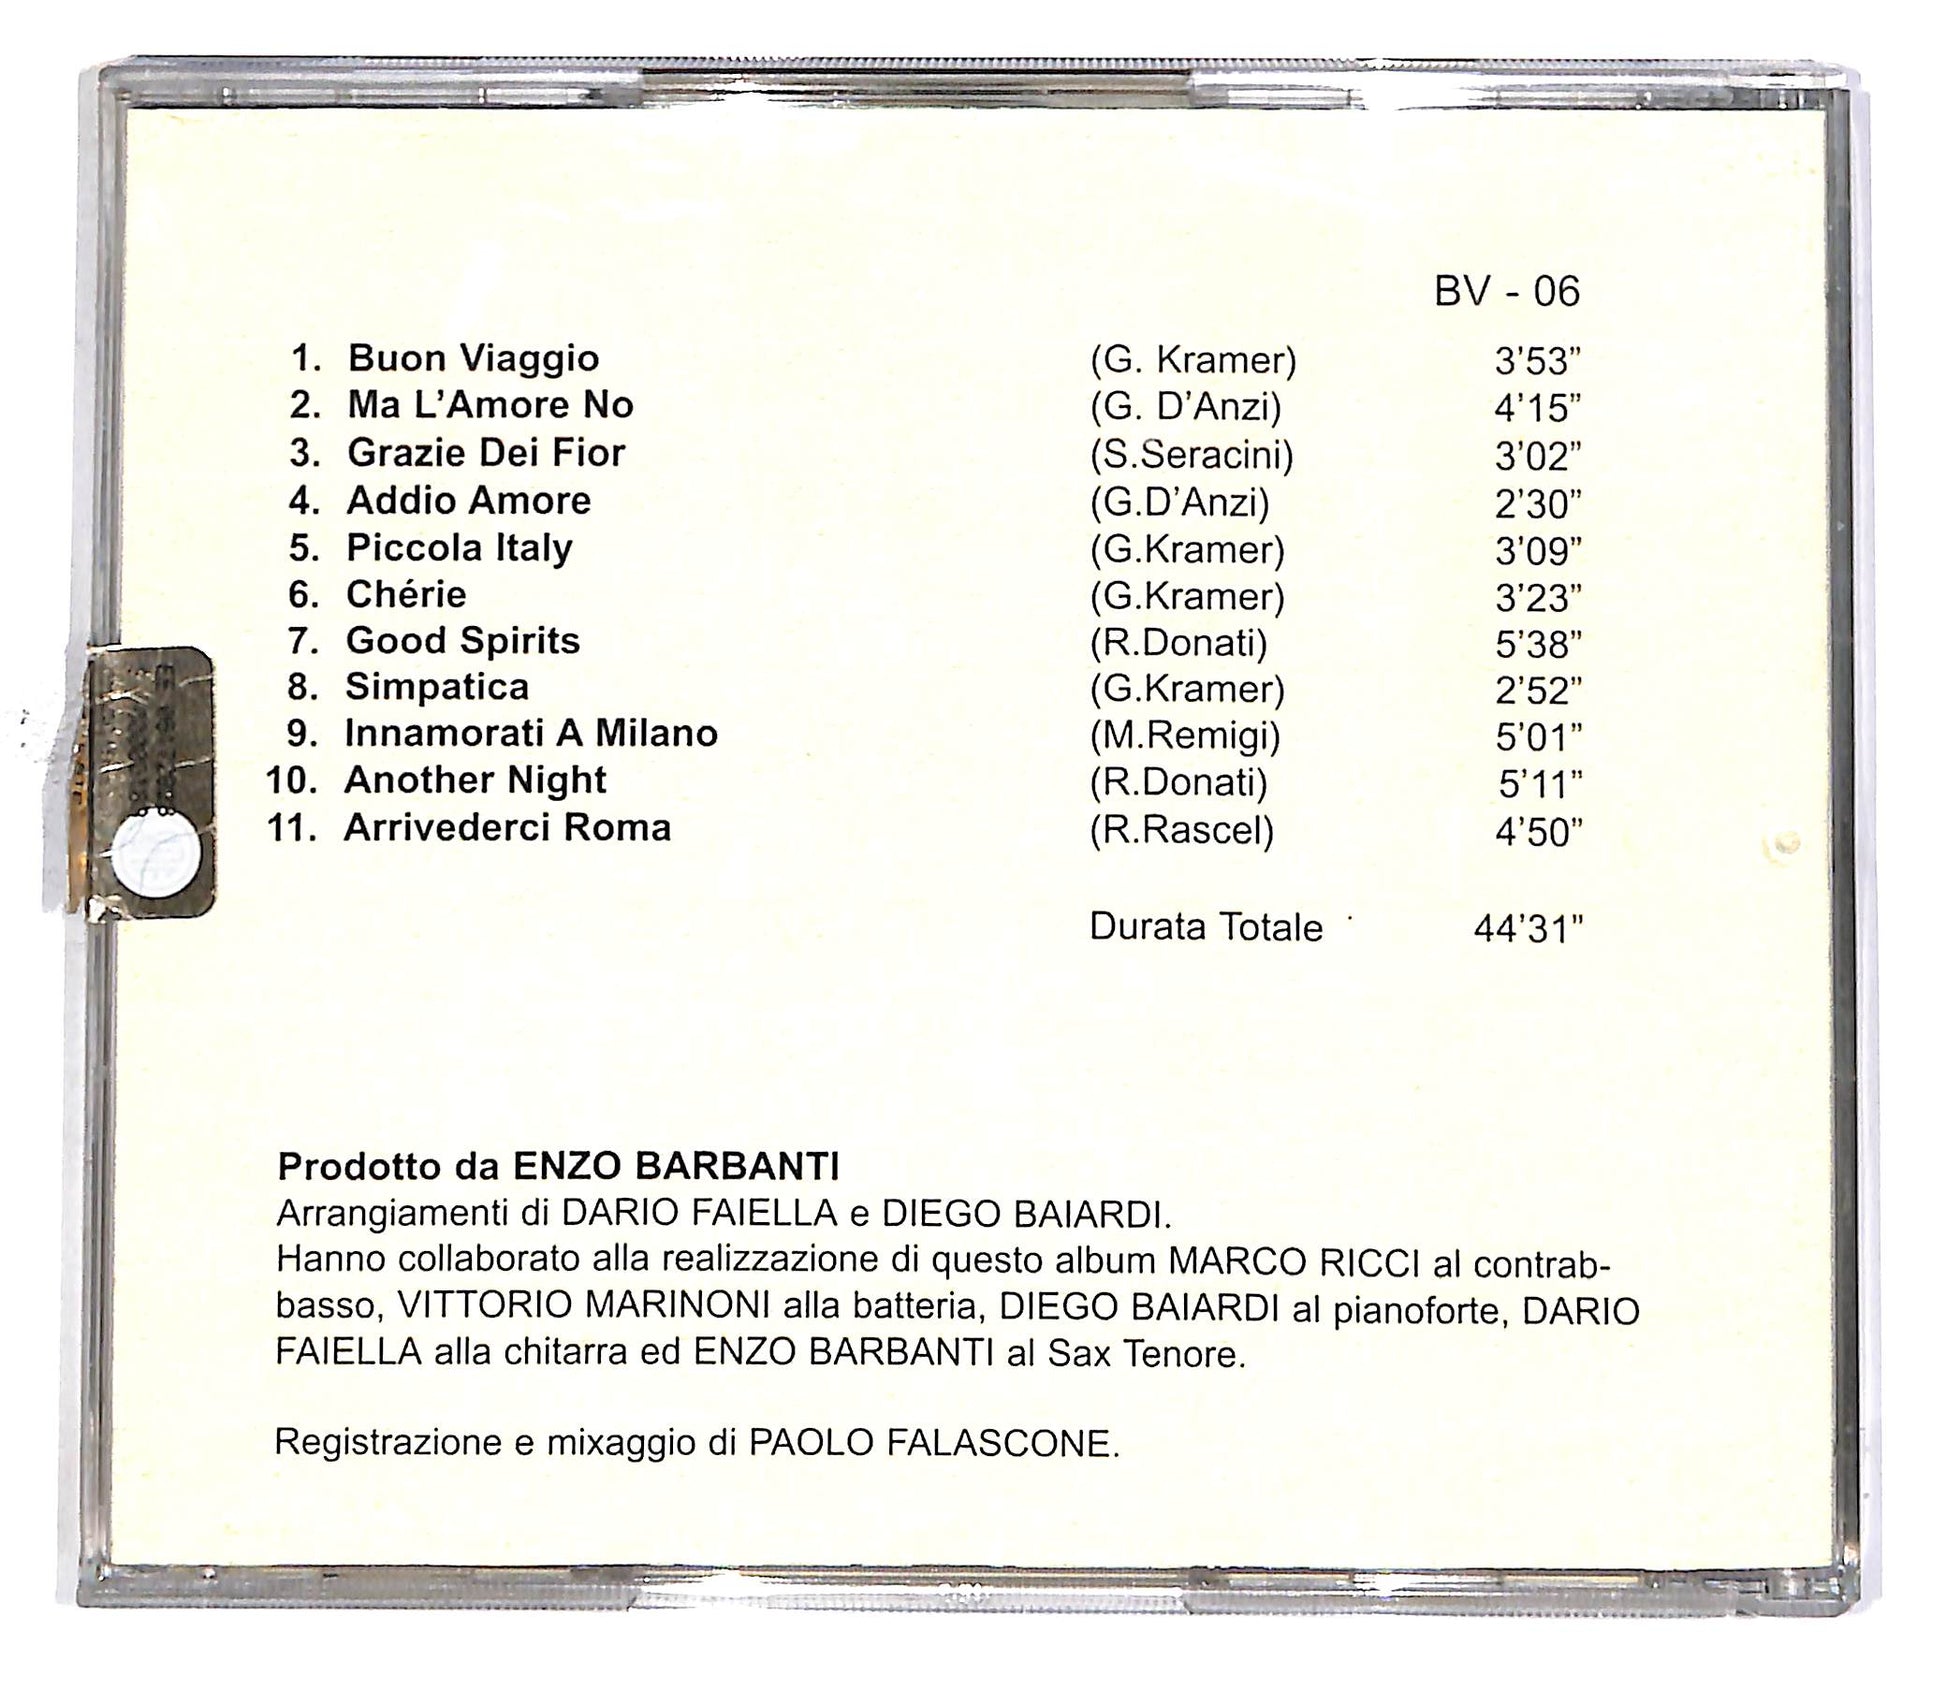 BV - 06
1. Buon Viaggio (G. Kramer) 3'53”
2. Ma L’Amore No (G. D’Anzi) 4'15”
3. Grazie Dei Fior (S.Seracini) 3'02”
4. Addio Amore (G.D’Anzi) 2'30”
5. Piccola Italy (G.Kramer) 3'09”
6. Chérie (G.Kramer) 3'23”
7. Good Spirits (R.Donati) 5'38”
8. Simpatica (G.Kramer) 2'52”
9. Innamorati A Milano (M.Remigi) 5'01”
10. Another Night (R.Donati) 5'11”
11. Arrivederci Roma (R.Rascel) 4'50”
Durata Totale 44'31”
Prodotto da ENZO BARBANTI
Arrangiamenti di DARIO FAIELLA e DIEGO BAIARDI.
Hanno collaborato alla realizzazione di questo album MARCO RICCI al contrab-
basso, VITTORIO MARINONI alla batteria, DIEGO BAIARDI al pianoforte, DARIO
FAIELLA alla chitarra ed ENZO BARBANTI al Sax Tenore.
Registrazione e mixaggio di PAOLO FALASCONE.